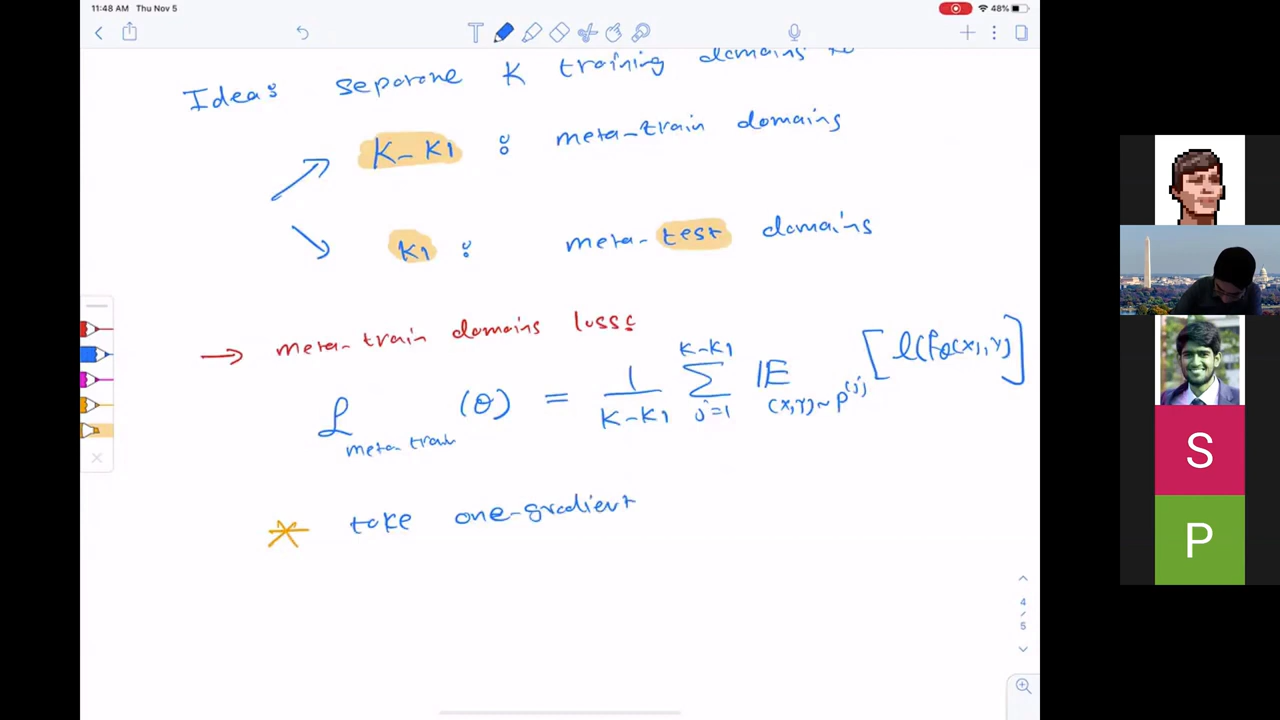 11:48 AM Thu Nov 5
48%
Idea: separate K training domains to
K-K1 : meta-train domains
K1 : meta-test domains
→ meta-train domains loss:
L meta-train (θ) = 1/(K-K1) Σ_{j=1}^{K-K1} 𝔼_{(x,y)~P^{(j)}} [ℓ(fθ(x),y)]
* take one-gradient
4
/
5
S
P